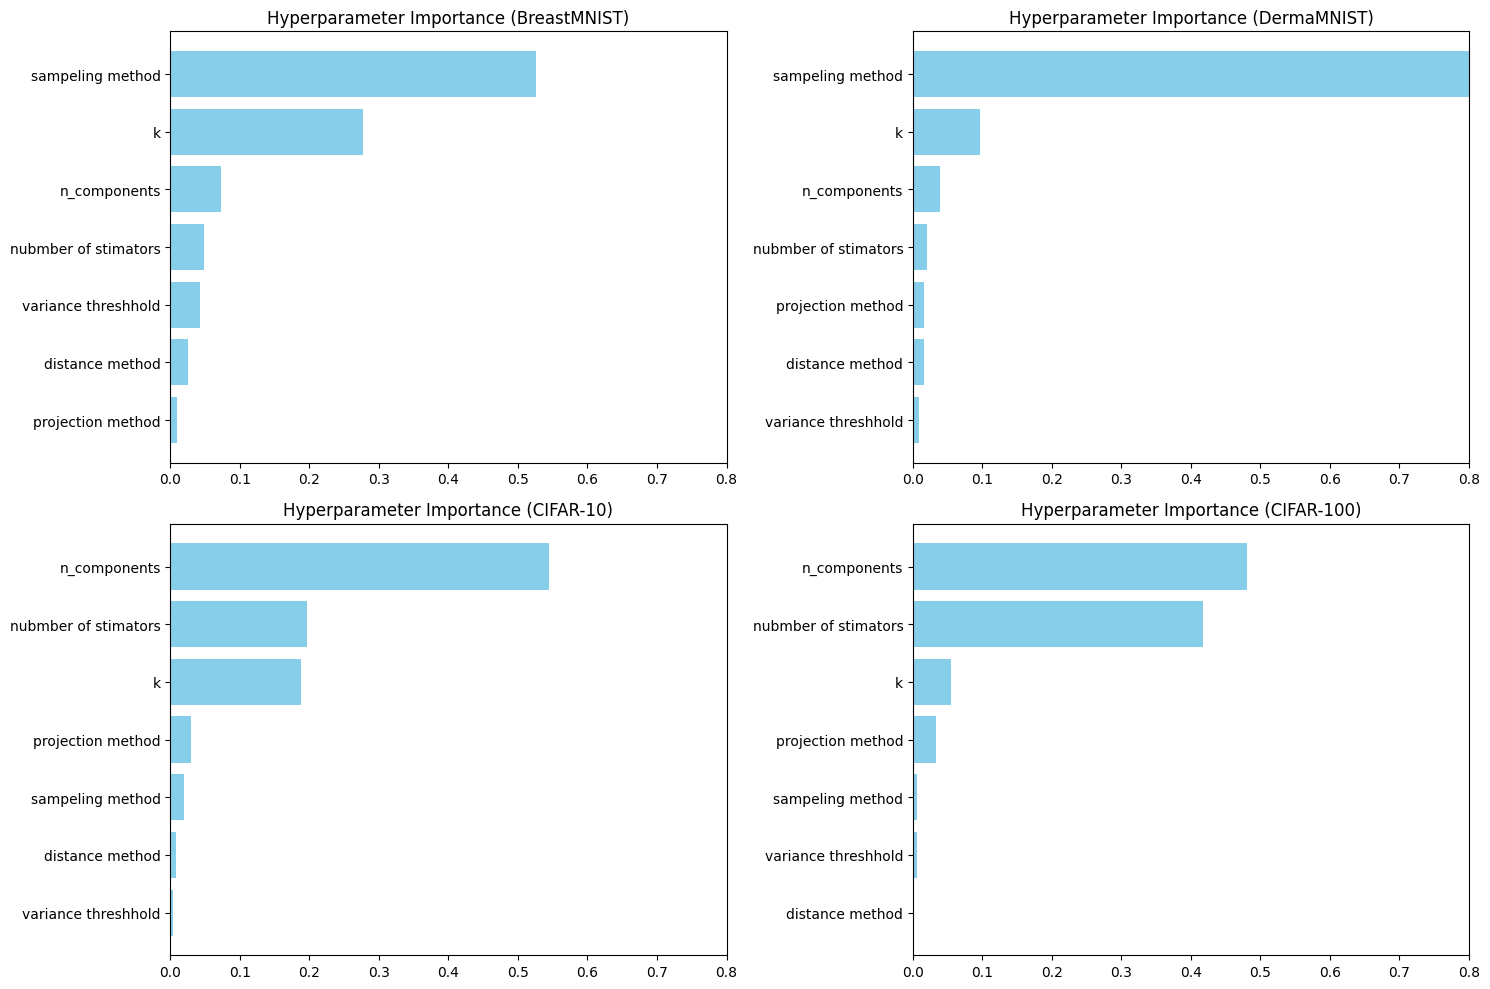 Hyperparameter Importance (BreastMNIST)
sampeling method
k
n_components
nubmber of stimators
variance threshhold
distance method
projection method
0.0 0.1 0.2 0.3 0.4 0.5 0.6 0.7 0.8
Hyperparameter Importance (DermaMNIST)
sampeling method
k
n_components
nubmber of stimators
projection method
distance method
variance threshhold
0.0 0.1 0.2 0.3 0.4 0.5 0.6 0.7 0.8
Hyperparameter Importance (CIFAR-10)
n_components
nubmber of stimators
k
projection method
sampeling method
distance method
variance threshhold
0.0 0.1 0.2 0.3 0.4 0.5 0.6 0.7 0.8
Hyperparameter Importance (CIFAR-100)
n_components
nubmber of stimators
k
projection method
sampeling method
variance threshhold
distance method
0.0 0.1 0.2 0.3 0.4 0.5 0.6 0.7 0.8